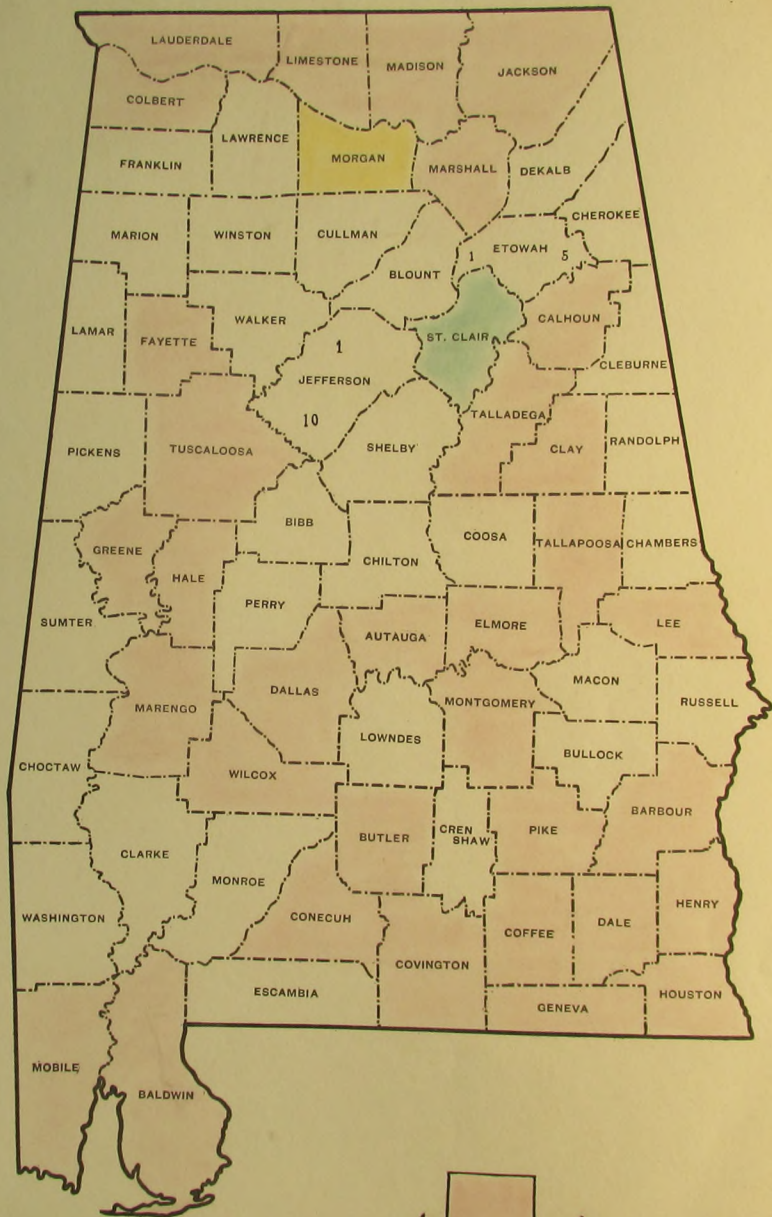 LAUDERDALE
LIMESTONE
MADISON
JACKSON
COLBERT
LAWRENCE
FRANKLIN
MORGAN
MARSHALL
DEKALB
CHEROKEE
MARION
WINSTON
CULLMAN
BLOUNT
1
ETOWAH
5
LAMAR
FAYETTE
WALKER
1
JEFFERSON
10
ST. CLAIR
CALHOUN
CLEBURNE
TALLADEGA
PICKENS
TUSCALOOSA
SHELBY
CLAY
RANDOLPH
GREENE
HALE
BIBB
CHILTON
COOSA
TALLAPOOSA
CHAMBERS
SUMTER
PERRY
AUTAUGA
ELMORE
LEE
MARENGO
DALLAS
LOWNDES
MONTGOMERY
MACON
RUSSELL
CHOCTAW
WILCOX
BULLOCK
BARBOUR
CLARKE
BUTLER
CREN
SHAW
PIKE
MONROE
WASHINGTON
CONECUH
COVINGTON
COFFEE
DALE
HENRY
ESCAMBIA
GENEVA
HOUSTON
MOBILE
BALDWIN